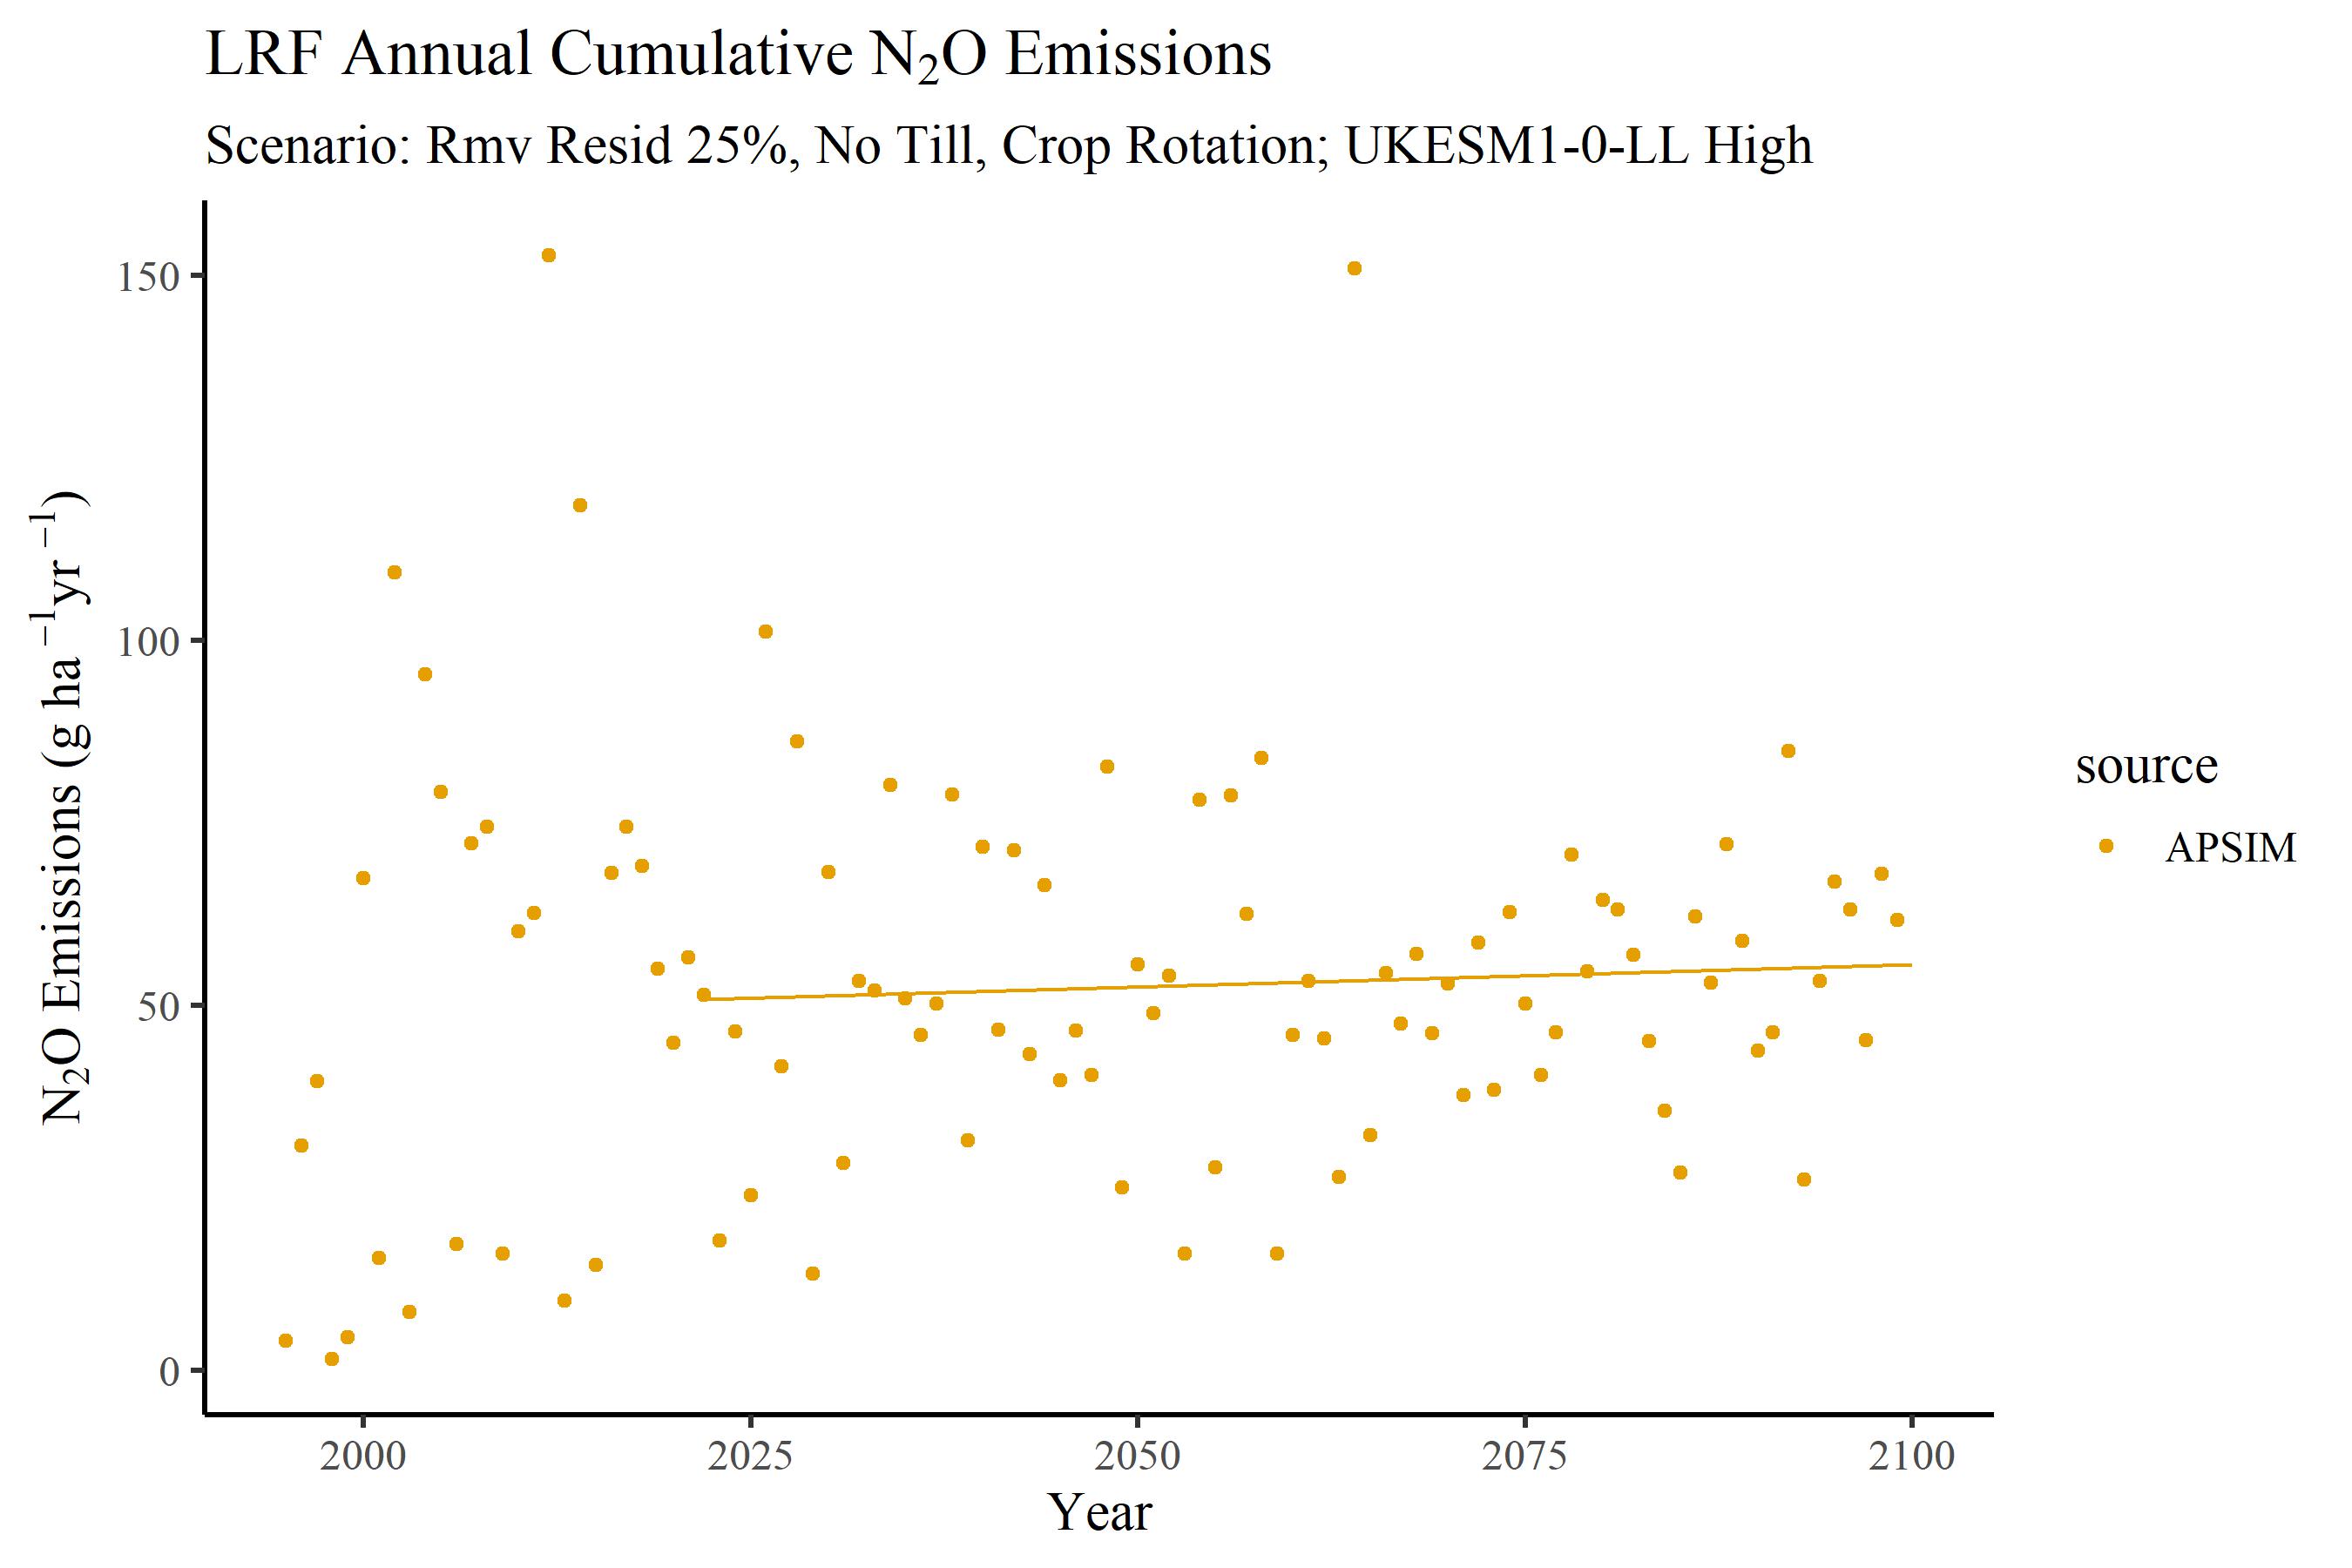 LRF Annual Cumulative N₂O Emissions
Scenario: Rmv Resid 25%, No Till, Crop Rotation; UKESM1-0-LL High
N₂O Emissions (g ha⁻¹yr⁻¹)
150
100
50
0
2000 2025 2050 2075 2100
Year
source
APSIM